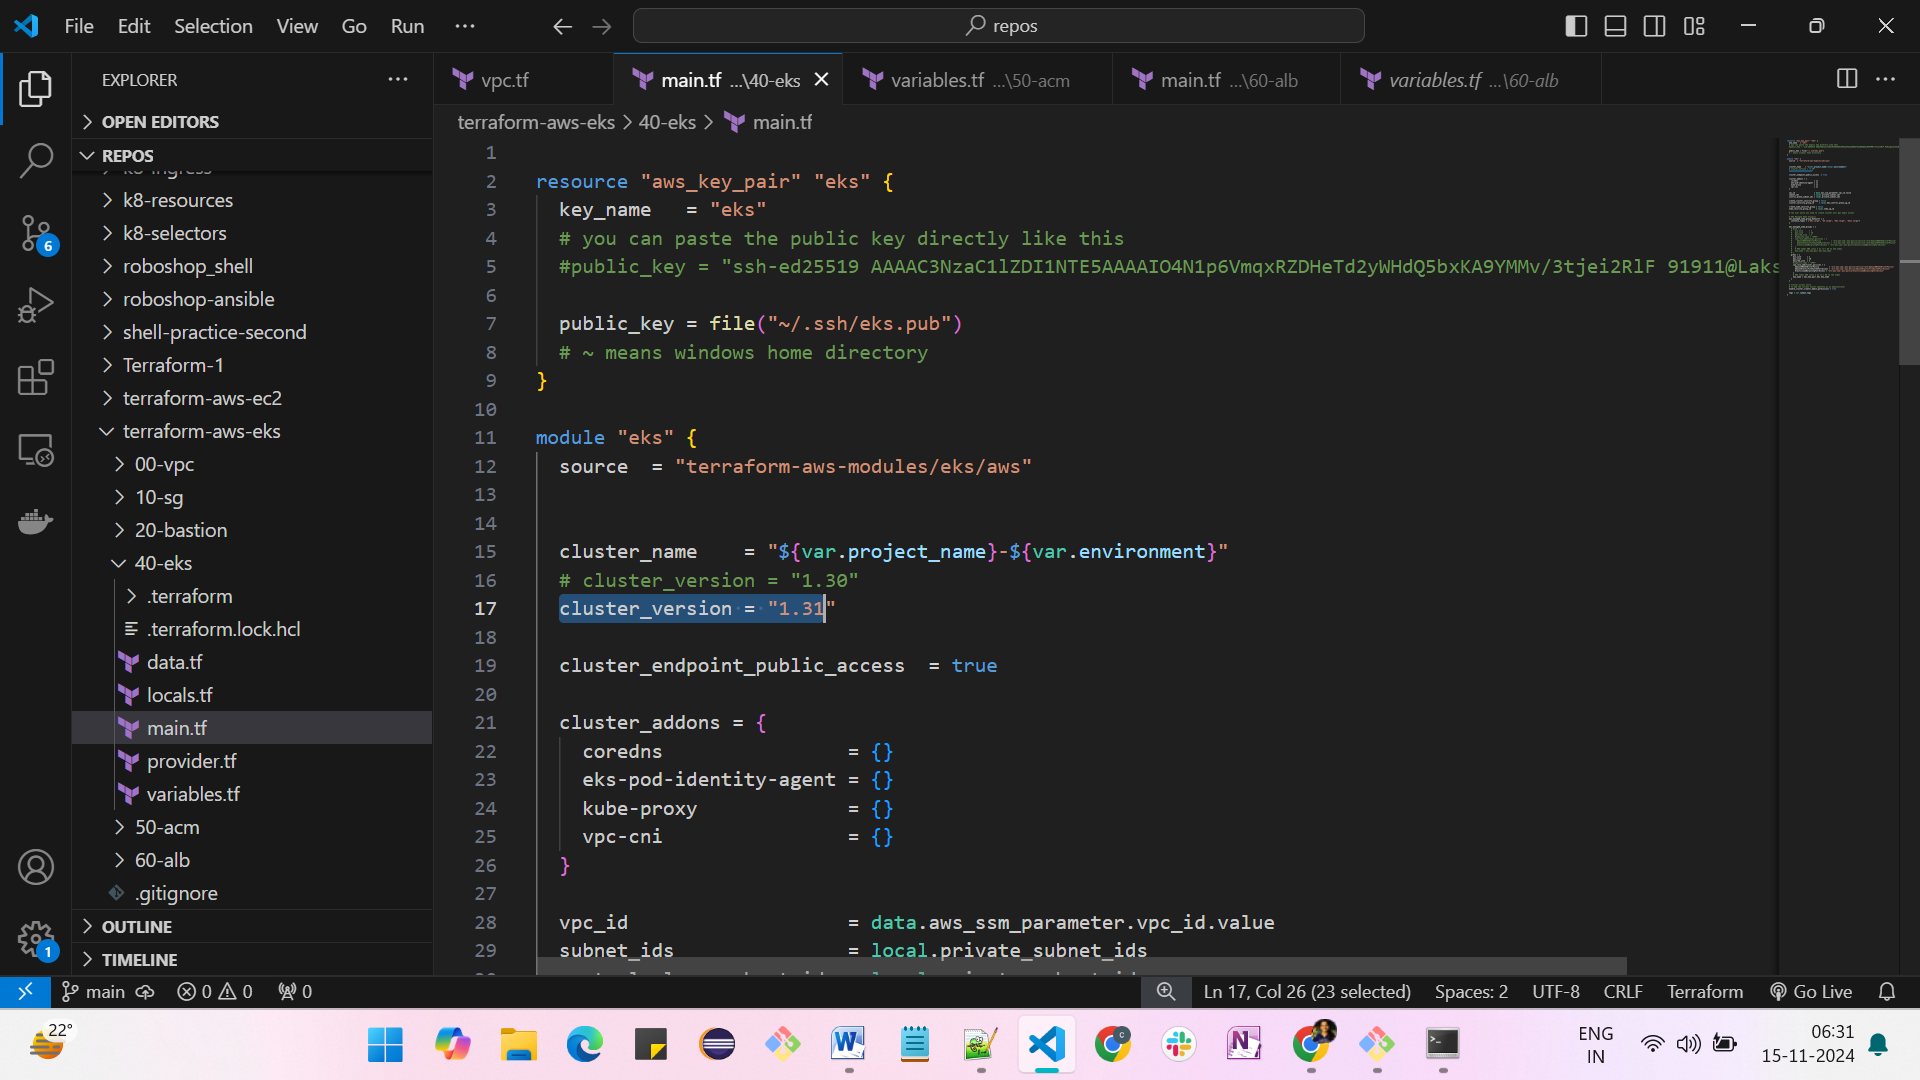 File Edit Selection View Go Run ...
repos
EXPLORER
OPEN EDITORS
REPOS
k8-ingress
k8-resources
k8-selectors
roboshop_shell
roboshop-ansible
shell-practice-second
Terraform-1
terraform-aws-ec2
terraform-aws-eks
00-vpc
10-sg
20-bastion
40-eks
.terraform
.terraform.lock.hcl
data.tf
locals.tf
main.tf
provider.tf
variables.tf
50-acm
60-alb
.gitignore
OUTLINE
TIMELINE
6
1
vpc.tf
main.tf ...\40-eks
variables.tf ...\50-acm
main.tf ...\60-alb
variables.tf ...\60-alb
terraform-aws-eks > 40-eks > main.tf
1
2 resource "aws_key_pair" "eks" {
3 key_name   = "eks"
4 # you can paste the public key directly like this
5 #public_key = "ssh-ed25519 AAAAC3NzaC1lZDI1NTE5AAAAIO4N1p6VmqxRZDHeTd2yWHdQ5bxKA9YMMv/3tjei2RlF 91911@Laks
6
7 public_key = file("~/.ssh/eks.pub")
8 # ~ means windows home directory
9 }
10
11 module "eks" {
12 source  = "terraform-aws-modules/eks/aws"
13
14
15 cluster_name    = "${var.project_name}-${var.environment}"
16 # cluster_version = "1.30"
17 cluster_version = "1.31"
18
19 cluster_endpoint_public_access  = true
20
21 cluster_addons = {
22 coredns                = {}
23 eks-pod-identity-agent = {}
24 kube-proxy             = {}
25 vpc-cni                = {}
26 }
27
28 vpc_id                   = data.aws_ssm_parameter.vpc_id.value
29 subnet_ids               = local.private_subnet_ids
main 0 0 0
Ln 17, Col 26 (23 selected) Spaces: 2 UTF-8 CRLF Terraform Go Live
22°
ENG
IN
06:31
15-11-2024